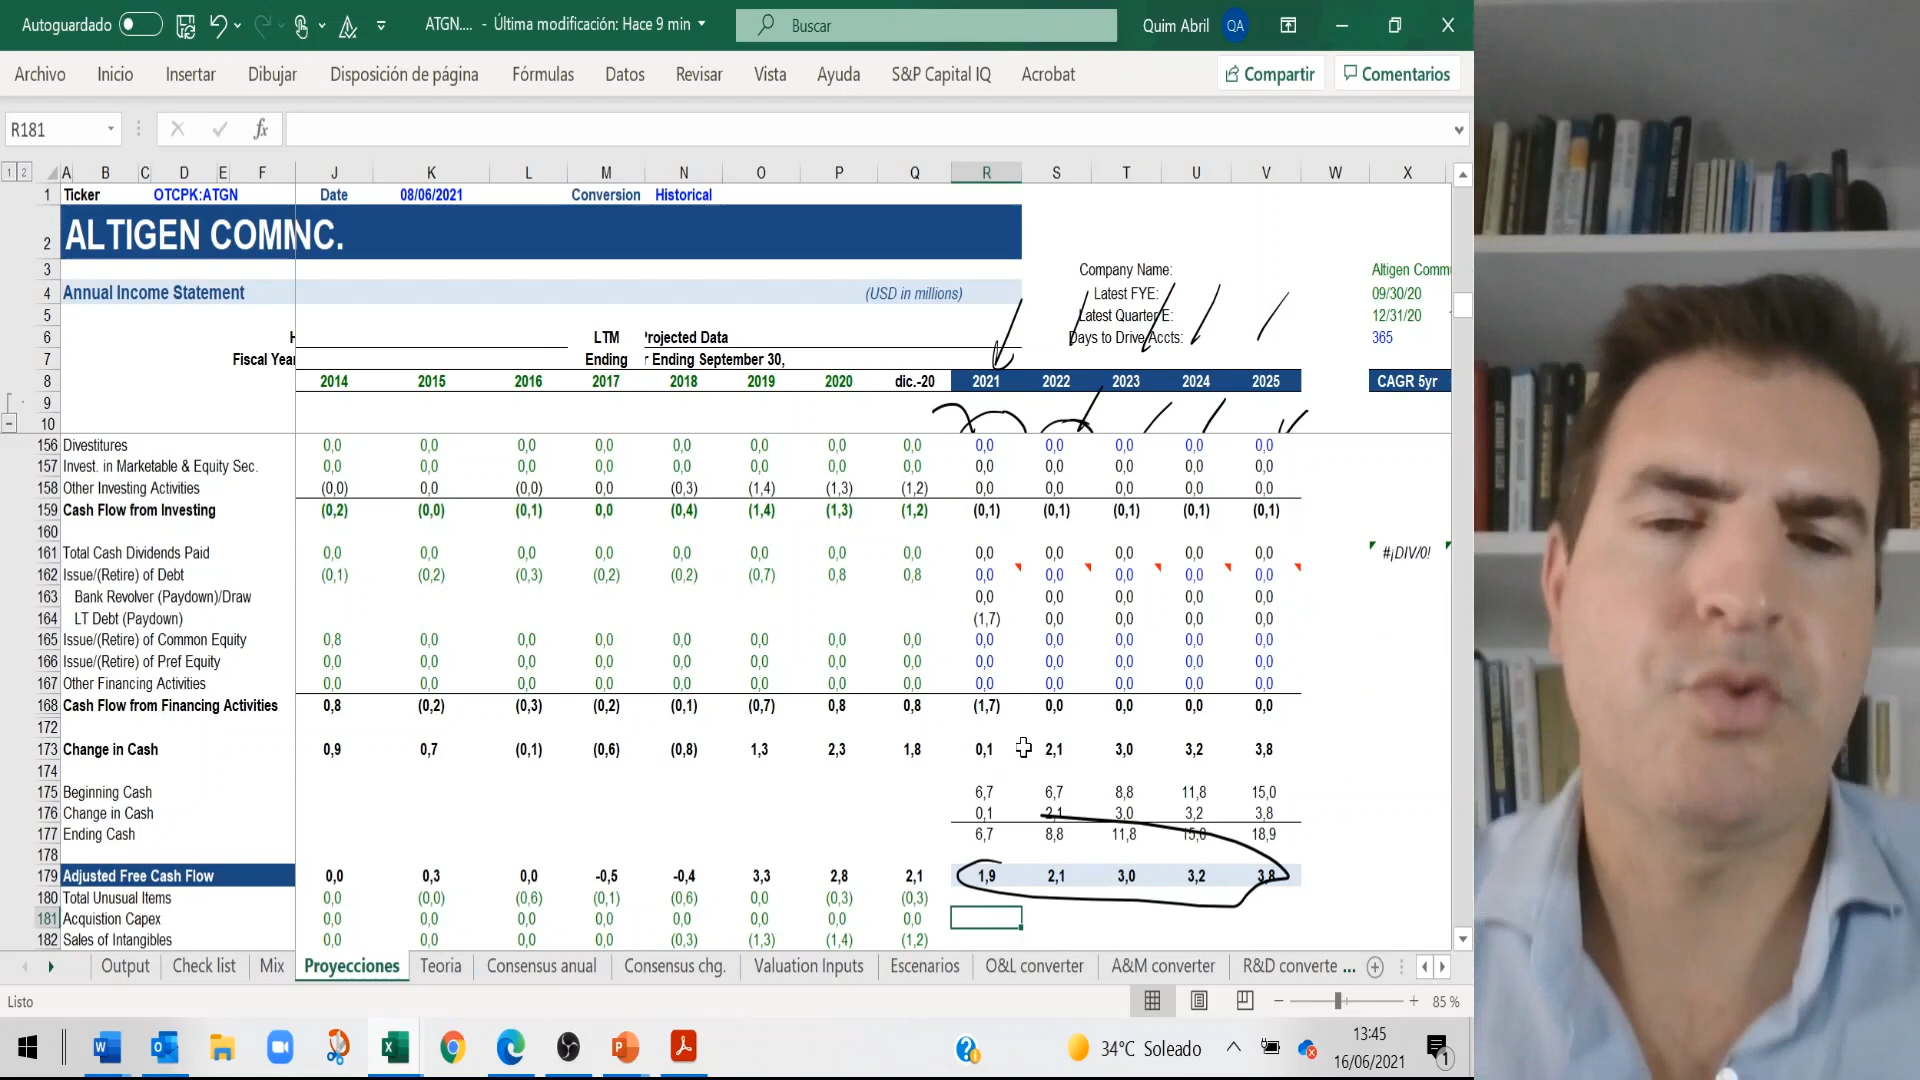 Autoguardado ATGN.... - Última modificación: Hace 9 min Buscar Quim Abril QA
Archivo Inicio Insertar Dibujar Disposición de página Fórmulas Datos Revisar Vista Ayuda S&P Capital IQ Acrobat Compartir Comentarios
R181 fx
1 2 A B C D E F J K L M N O P Q R S T U V W X
1 Ticker OTCPK:ATGN Date 08/06/2021 Conversion Historical
2 ALTIGEN COMM NC.
3 Company Name: Altigen Comm
4 Annual Income Statement (USD in millions) Latest FYE: 09/30/20
5 Latest Quarter E: 12/31/20
6 LTM Projected Data Days to Drive Accts: 365
7 Fiscal Year Ending r Ending September 30,
8 2014 2015 2016 2017 2018 2019 2020 dic.-20 2021 2022 2023 2024 2025 CAGR 5yr
9
10
156 Divestitures 0,0 0,0 0,0 0,0 0,0 0,0 0,0 0,0 0,0 0,0 0,0 0,0 0,0
157 Invest. in Marketable & Equity Sec. 0,0 0,0 0,0 0,0 0,0 0,0 0,0 0,0 0,0 0,0 0,0 0,0 0,0
158 Other Investing Activities (0,0) 0,0 (0,0) 0,0 (0,3) (1,4) (1,3) (1,2) 0,0 0,0 0,0 0,0 0,0
159 Cash Flow from Investing (0,2) (0,0) (0,1) 0,0 (0,4) (1,4) (1,3) (1,2) (0,1) (0,1) (0,1) (0,1) (0,1)
160
161 Total Cash Dividends Paid 0,0 0,0 0,0 0,0 0,0 0,0 0,0 0,0 0,0 0,0 0,0 0,0 0,0 #¡DIV/0!
162 Issue/(Retire) of Debt (0,1) (0,2) (0,3) (0,2) (0,2) (0,7) 0,8 0,8 0,0 0,0 0,0 0,0 0,0
163 Bank Revolver (Paydown)/Draw 0,0 0,0 0,0 0,0 0,0
164 LT Debt (Paydown) (1,7) 0,0 0,0 0,0 0,0
165 Issue/(Retire) of Common Equity 0,8 0,0 0,0 0,0 0,0 0,0 0,0 0,0 0,0 0,0 0,0 0,0 0,0
166 Issue/(Retire) of Pref Equity 0,0 0,0 0,0 0,0 0,0 0,0 0,0 0,0 0,0 0,0 0,0 0,0 0,0
167 Other Financing Activities 0,0 0,0 0,0 0,0 0,0 0,0 0,0 0,0 0,0 0,0 0,0 0,0 0,0
168 Cash Flow from Financing Activities 0,8 (0,2) (0,3) (0,2) (0,1) (0,7) 0,8 0,8 (1,7) 0,0 0,0 0,0 0,0
172
173 Change in Cash 0,9 0,7 (0,1) (0,6) (0,8) 1,3 2,3 1,8 0,1 2,1 3,0 3,2 3,8
174
175 Beginning Cash 6,7 6,7 8,8 11,8 15,0
176 Change in Cash 0,1 2,1 3,0 3,2 3,8
177 Ending Cash 6,7 8,8 11,8 15,0 18,9
178
179 Adjusted Free Cash Flow 0,0 0,3 0,0 -0,5 -0,4 3,3 2,8 2,1 1,9 2,1 3,0 3,2 3,8
180 Total Unusual Items 0,0 (0,0) (0,6) (0,1) (0,6) 0,0 (0,3) (0,3)
181 Acquistion Capex 0,0 0,0 0,0 0,0 0,0 0,0 0,0 0,0
182 Sales of Intangibles 0,0 0,0 0,0 0,0 (0,3) (1,3) (1,4) (1,2)
Output Check list Mix Proyecciones Teoria Consensus anual Consensus chg. Valuation Inputs Escenarios O&L converter A&M converter R&D converte ...
Listo 85 %
34°C Soleado 13:45
16/06/2021 1